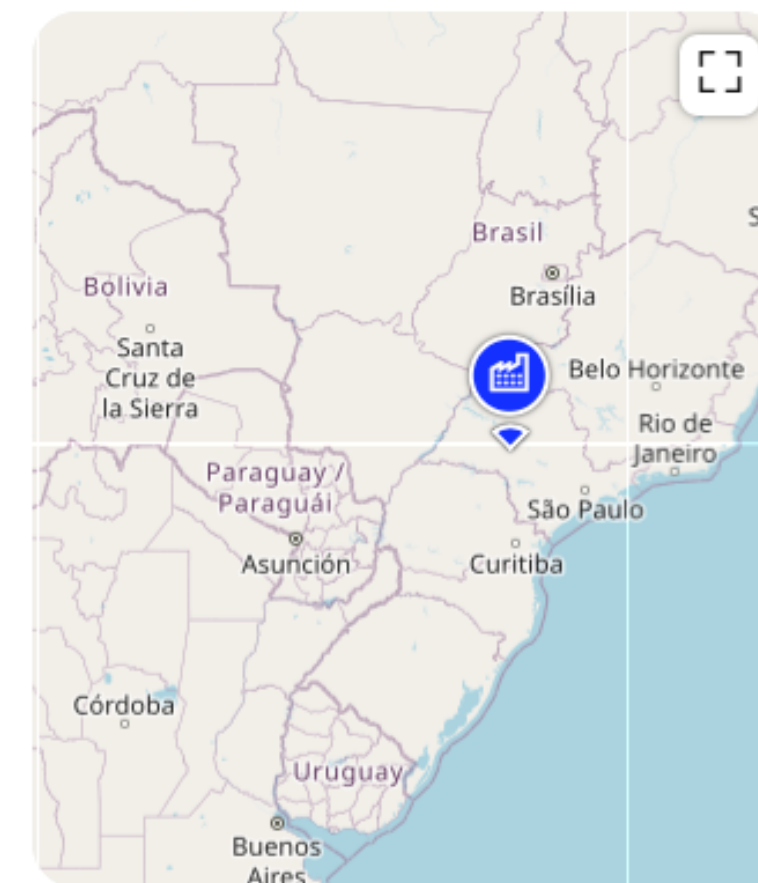 Brasil
Brasília
Bolivia
Santa
Cruz de
la Sierra
Belo Horizonte
Rio de
Janeiro
Paraguay /
Paraguái
São Paulo
Asunción
Curitiba
Córdoba
Uruguay
Buenos
Aires